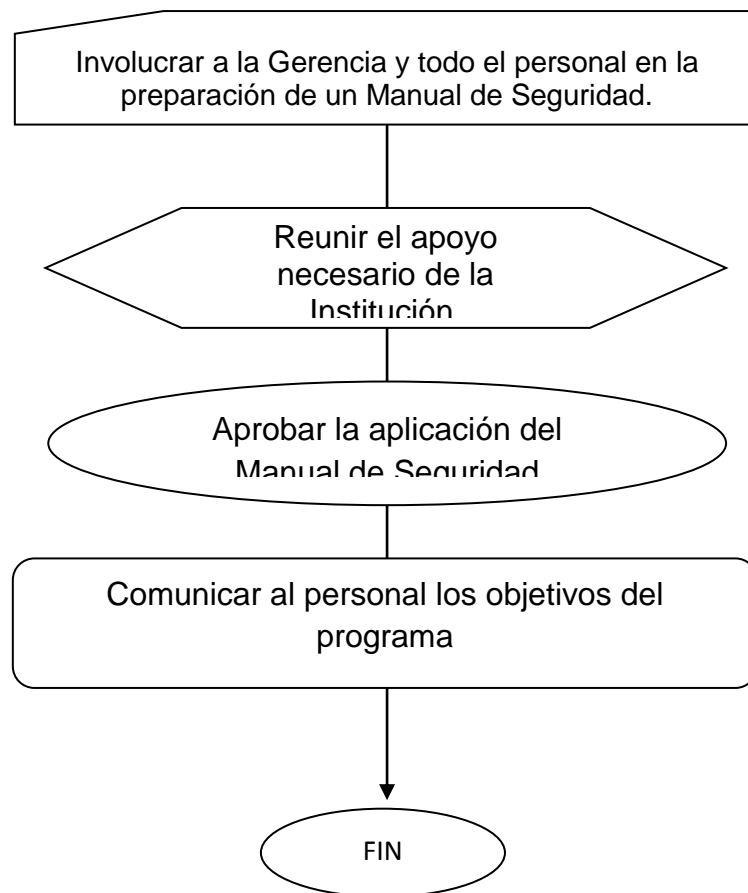 Involucrar a la Gerencia y todo el personal en la
preparación de un Manual de Seguridad.
Reunir el apoyo
necesario de la
Institución
Aprobar la aplicación del
Manual de Seguridad
Comunicar al personal los objetivos del
programa
FIN